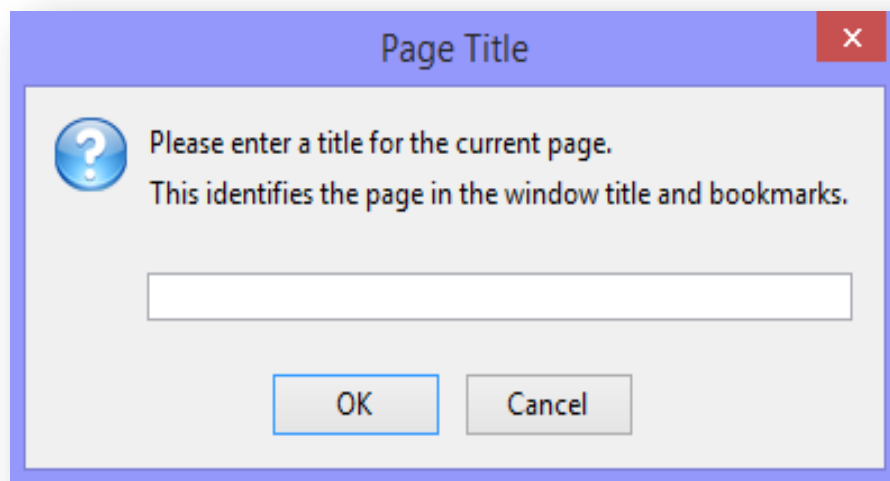 Page Title
Please enter a title for the current page.
This identifies the page in the window title and bookmarks.
OK
Cancel